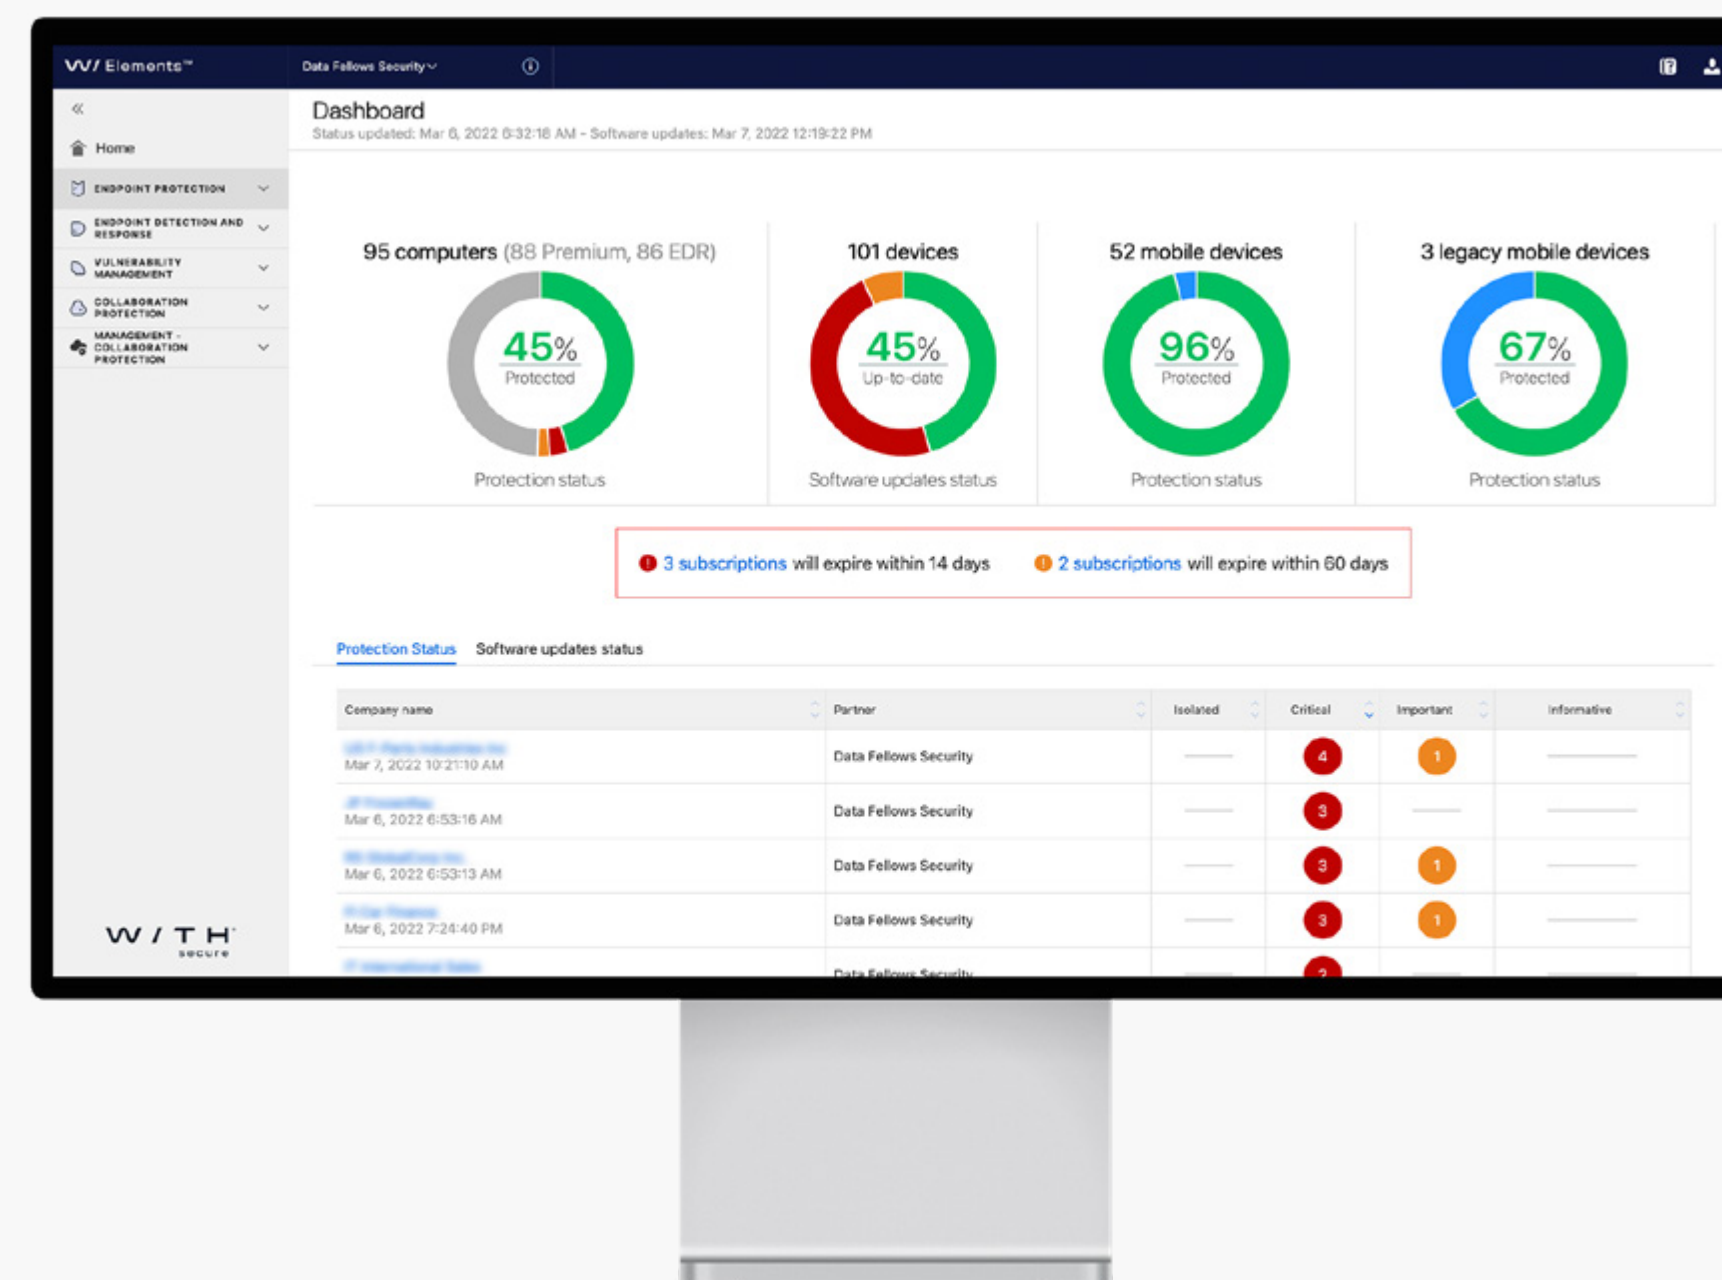 W/ Elements™
Data Fellows Security
Dashboard
Status updated: Mar 6, 2022 6:32:18 AM - Software updates: Mar 7, 2022 12:19:22 PM
Home
ENDPOINT PROTECTION
ENDPOINT DETECTION AND
RESPONSE
VULNERABILITY
MANAGEMENT
COLLABORATION
PROTECTION
MANAGEMENT -
COLLABORATION
PROTECTION
W/TH
secure
95 computers (88 Premium, 86 EDR)
45%
Protected
Protection status
101 devices
45%
Up-to-date
Software updates status
52 mobile devices
96%
Protected
Protection status
3 legacy mobile devices
67%
Protected
Protection status
3 subscriptions will expire within 14 days
2 subscriptions will expire within 60 days
Protection Status Software updates status
Company name Partner Isolated Critical Important Informative
Mar 7, 2022 10:21:10 AM Data Fellows Security 4 1
Mar 6, 2022 6:53:16 AM Data Fellows Security 3
Mar 6, 2022 6:53:13 AM Data Fellows Security 3 1
Mar 6, 2022 7:24:40 PM Data Fellows Security 3 1
Data Fellows Security 2